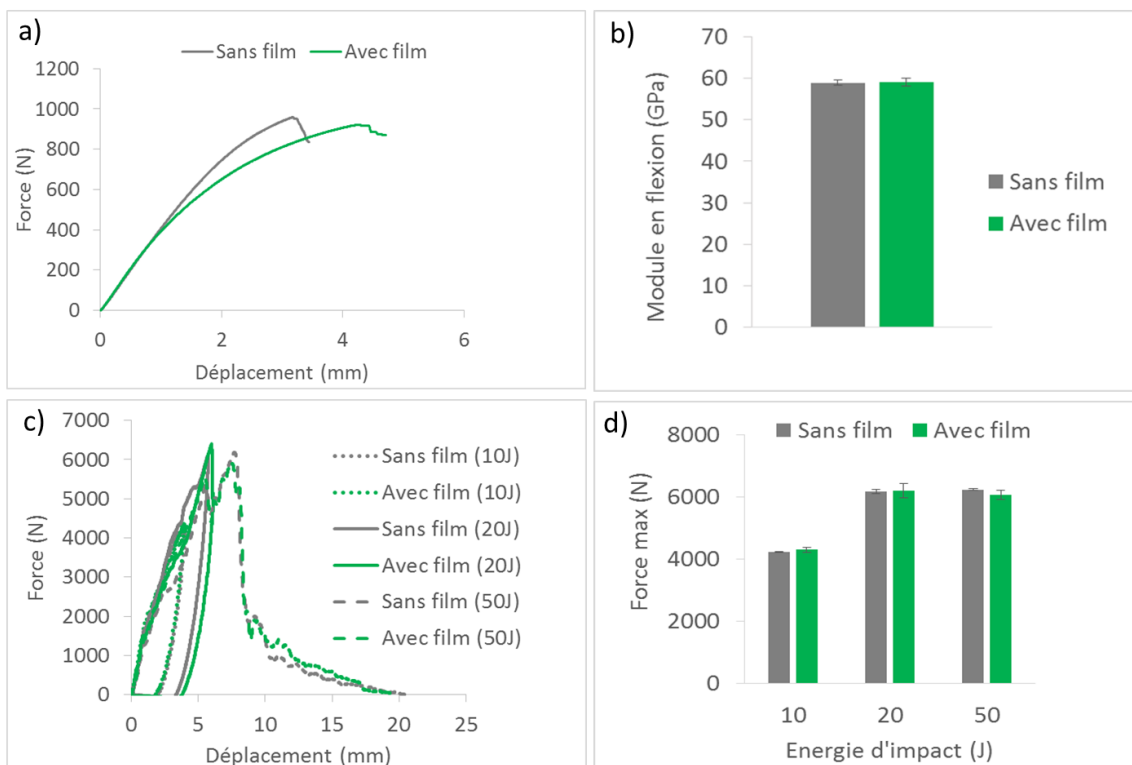 a)
Sans film Avec film
1200
1000
800
600
400
200
0
0 2 4 6
Force (N)
Déplacement (mm)
b)
70
60
50
40
30
20
10
0
Module en flexion (GPa)
Sans film
Avec film
c)
7000
6000
5000
4000
3000
2000
1000
0
0 5 10 15 20 25
Force (N)
Déplacement (mm)
Sans film (10J)
Avec film (10J)
Sans film (20J)
Avec film (20J)
Sans film (50J)
Avec film (50J)
d)
Sans film Avec film
8000
6000
4000
2000
0
10 20 50
Force max (N)
Energie d'impact (J)